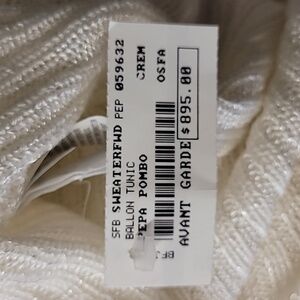 SFB SWEATERFWD PEP 059632
BALLON TUNIC CREM
PEPA POMBO OSFA
AVANT GARDE $895.00